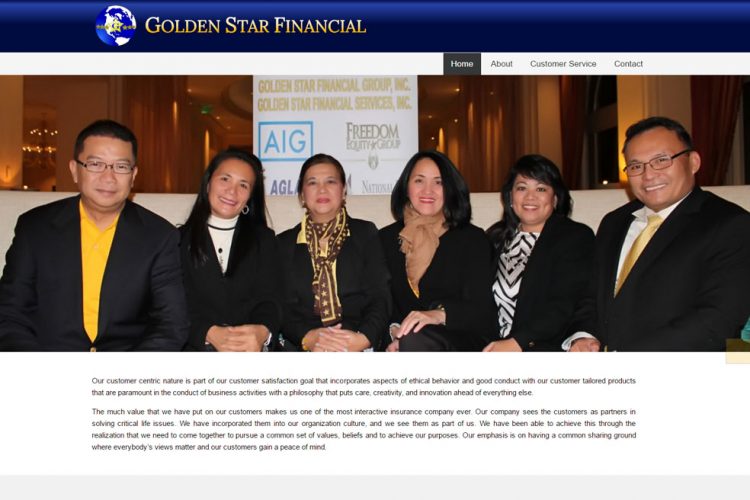 GOLDEN STAR FINANCIAL
Home About Customer Service Contact
GOLDEN STAR FINANCIAL GROUP, INC.
GOLDEN STAR FINANCIAL SERVICES, INC.
AIG
FREEDOM
EQUITY GROUP
AGLA
NATIONAL
Our customer centric nature is part of our customer satisfaction goal that incorporates aspects of ethical behavior and good conduct with our customer tailored products
that are paramount in the conduct of business activities with a philosophy that puts care, creativity, and innovation ahead of everything else.
The much value that we have put on our customers makes us one of the most interactive insurance company ever. Our company sees the customers as partners in
solving critical life issues. We have incorporated them into our organization culture, and we see them as part of us. We have been able to achieve this through the
realization that we need to come together to pursue a common set of values, beliefs and to achieve our purposes. Our emphasis is on having a common sharing ground
where everybody's views matter and our customers gain a peace of mind.